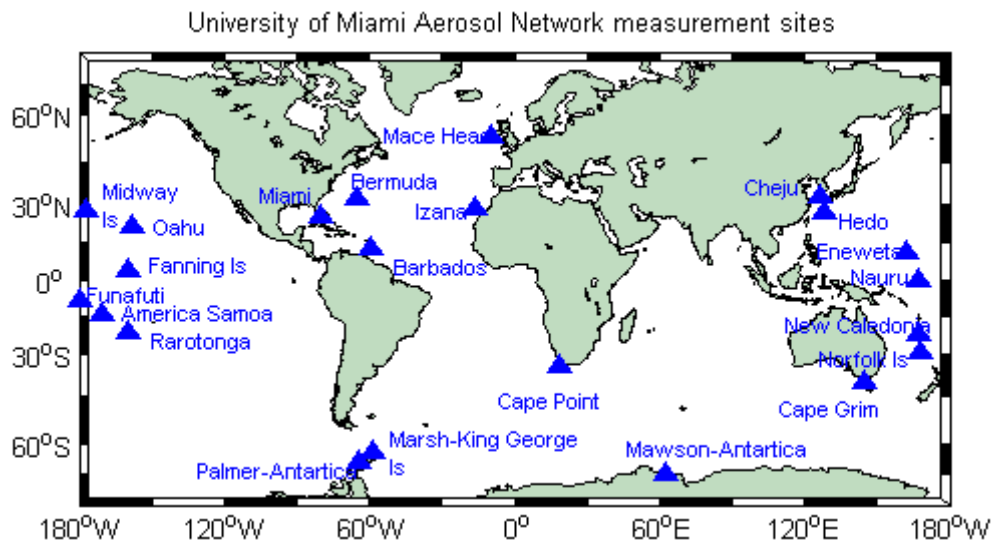 University of Miami Aerosol Network measurement sites
60°N
30°N
0°
30°S
60°S
Mace Head
Midway
Is
Miami
Bermuda
Izana
Cheju
Oahu
Hedo
Fanning Is
Barbados
Enewetak
Nauru
Funafuti
America Samoa
Rarotonga
New Caledonia
Norfolk Is
Cape Point
Cape Grim
Marsh-King George
Is
Palmer-Antartica
Mawson-Antartica
180°W
120°W
60°W
0°
60°E
120°E
180°W